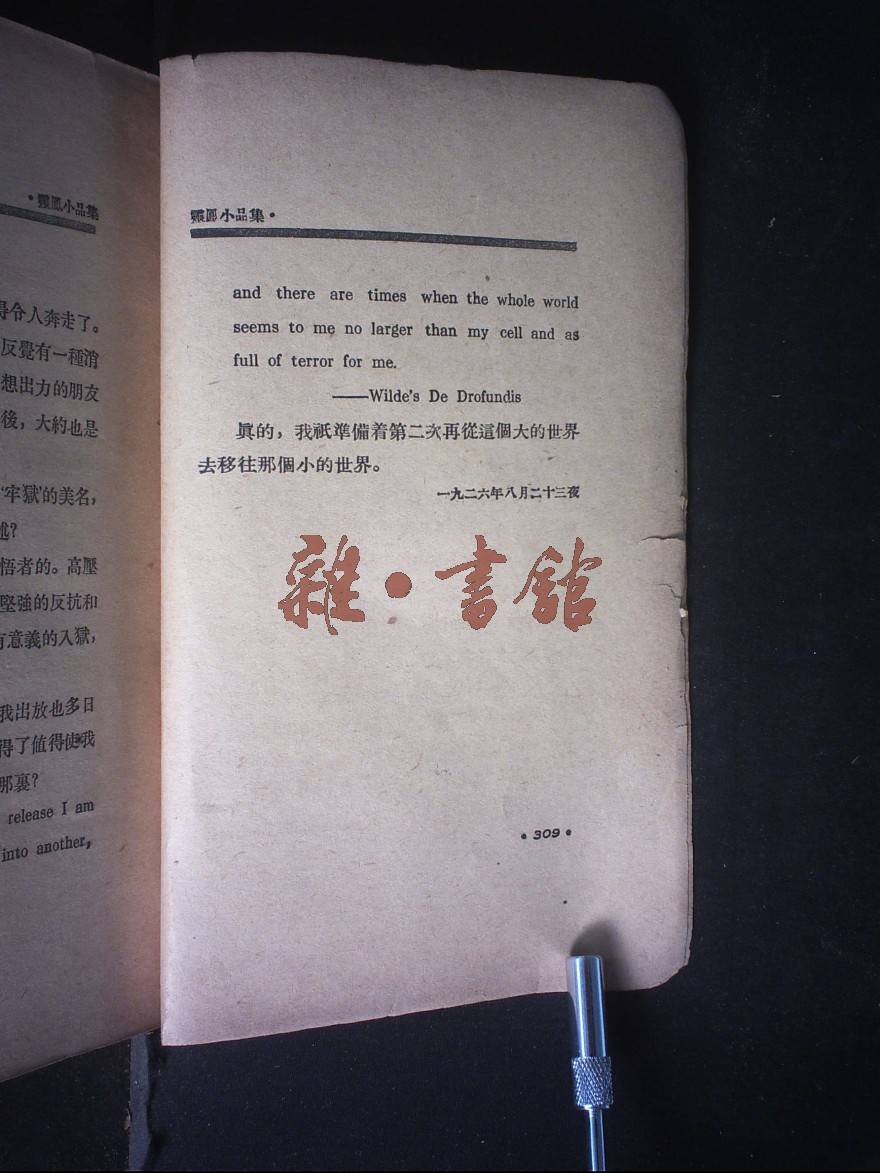 •靈鳳小品集
得令人奔走了。
反覺有一種消
想出力的朋友
後，大約也是
'牢獄'的美名，
述？
悟者的。高壓
堅強的反抗和
有意義的入獄，
我出放也多日
得了値得使我
那裏？
release I am
into another,
靈鳳小品集•
and there are times when the whole world
seems to me no larger than my cell and as
full of terror for me.
——Wilde's De Drofundis
眞的，我祇準備着第二次再從這個大的世界
去移往那個小的世界。
一九二六年八月二十三夜
雜•書館
•309•